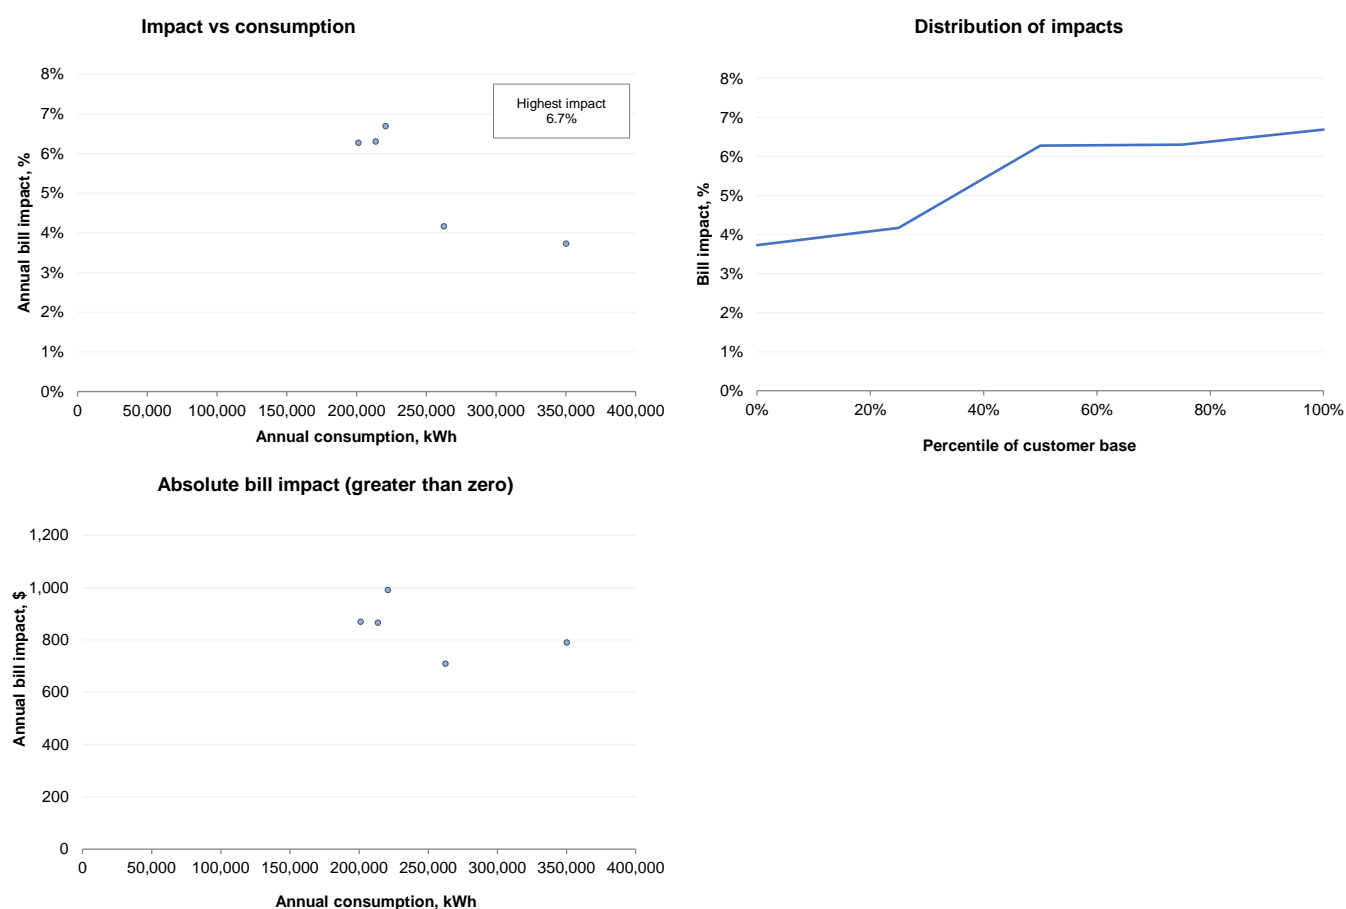 Impact vs consumption
8%
7%
6%
5%
4%
3%
2%
1%
0%
Annual bill impact, %
Highest impact
6.7%
0 50,000 100,000 150,000 200,000 250,000 300,000 350,000 400,000
Annual consumption, kWh
Distribution of impacts
8%
7%
6%
5%
4%
3%
2%
1%
0%
Bill impact, %
0% 20% 40% 60% 80% 100%
Percentile of customer base
Absolute bill impact (greater than zero)
1,200
1,000
800
600
400
200
0
Annual bill impact, $
0 50,000 100,000 150,000 200,000 250,000 300,000 350,000 400,000
Annual consumption, kWh